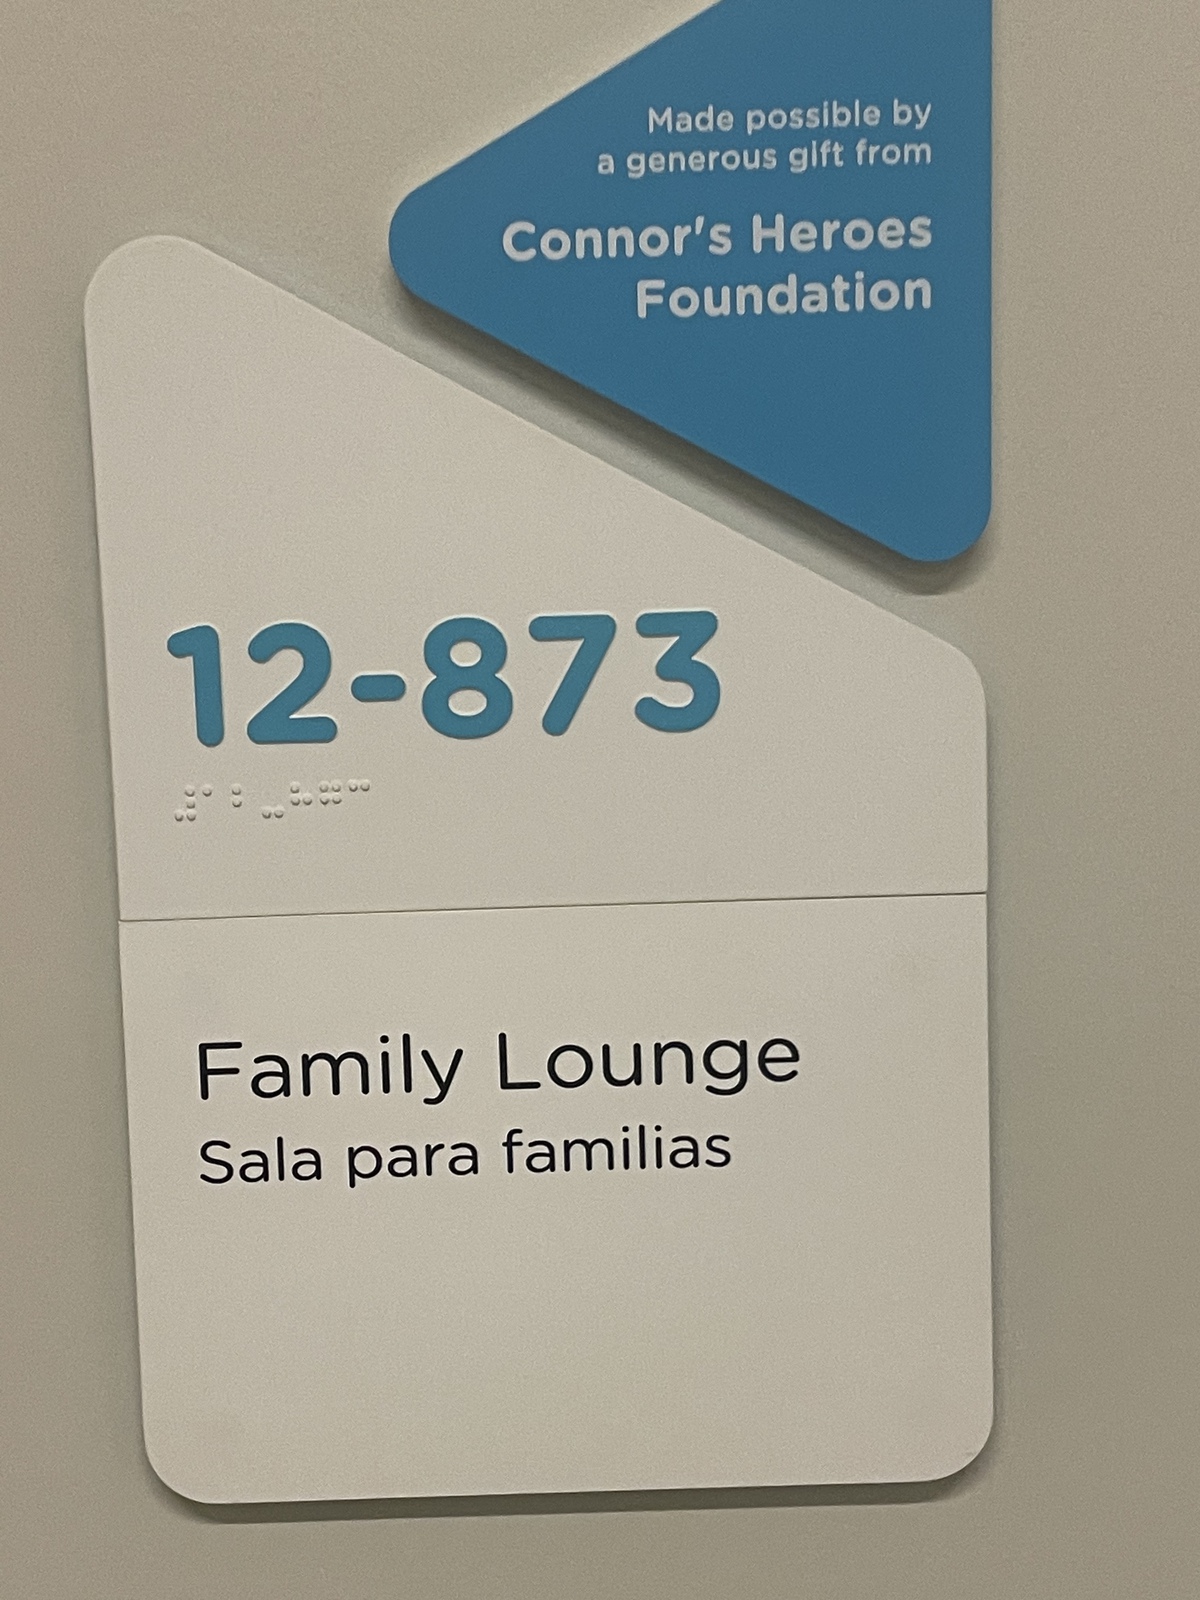 Made possible by
a generous gift from
Connor's Heroes
Foundation
12-873
⠼⠁⠃⠤⠓⠛⠉
Family Lounge
Sala para familias